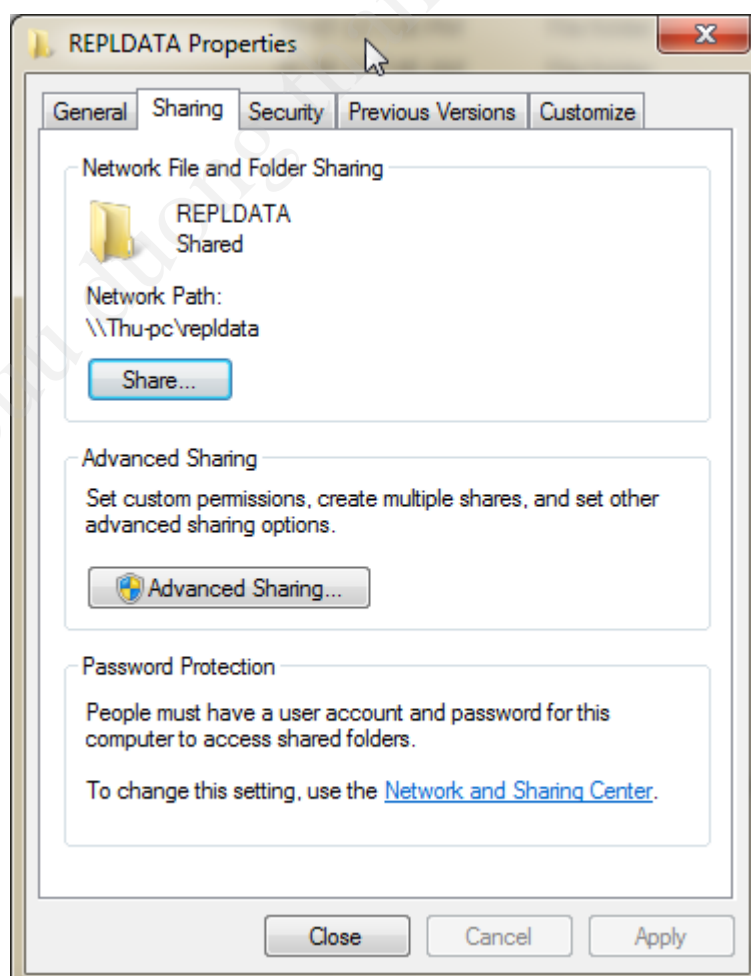 REPLDATA Properties
General Sharing Security Previous Versions Customize
Network File and Folder Sharing
REPLDATA
Shared
Network Path:
\\Thu-pc\repldata
Share...
Advanced Sharing
Set custom permissions, create multiple shares, and set other
advanced sharing options.
Advanced Sharing...
Password Protection
People must have a user account and password for this
computer to access shared folders.
To change this setting, use the Network and Sharing Center.
Close Cancel Apply